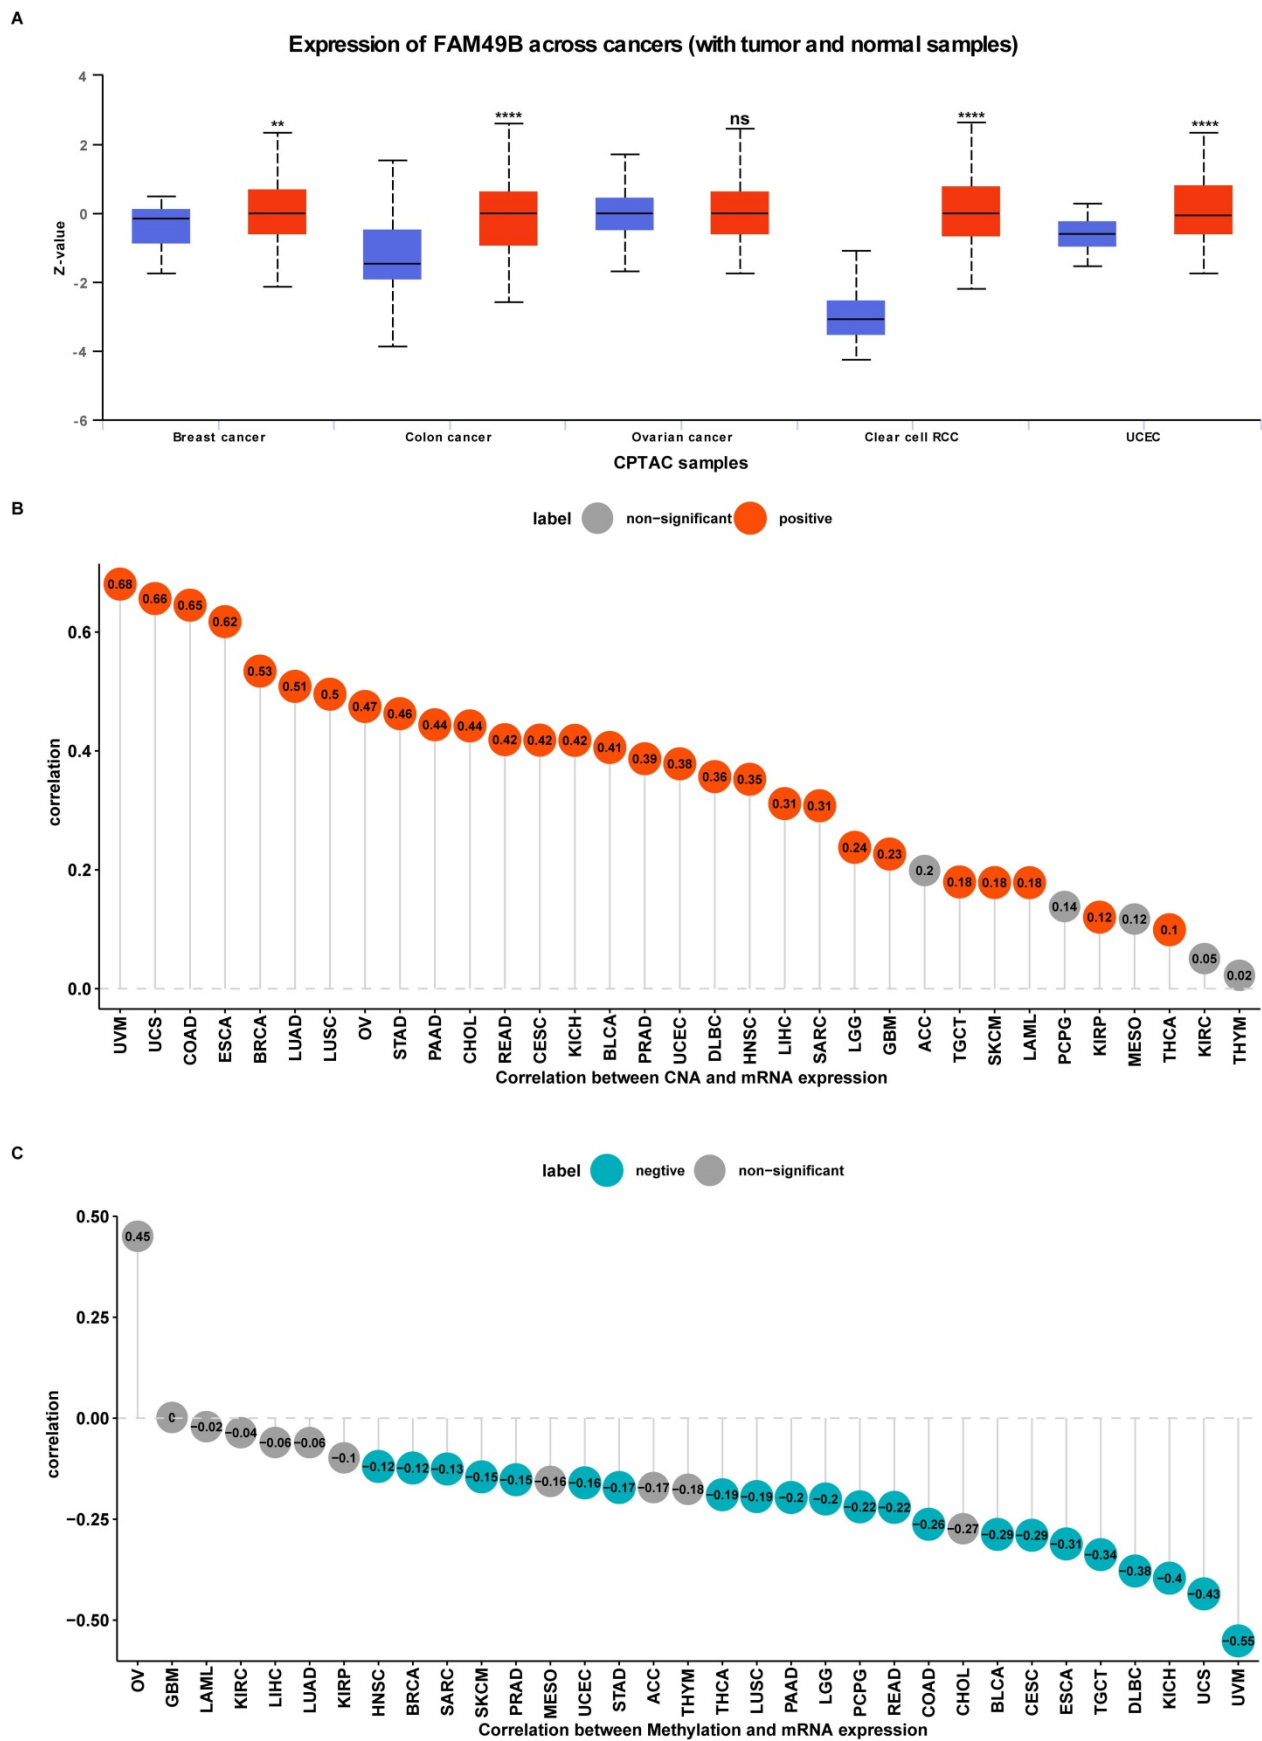 A
Expression of FAM49B across cancers (with tumor and normal samples)
4
2
0
-2
-4
-6
Z-value
**
****
ns
****
****
Breast cancer
Colon cancer
Ovarian cancer
Clear cell RCC
UCEC
CPTAC samples
B
label
non−significant
positive
0.6
0.4
0.2
0.0
correlation
0.68
0.66
0.65
0.62
0.53
0.51
0.5
0.47
0.46
0.44
0.44
0.42
0.42
0.42
0.41
0.39
0.38
0.36
0.35
0.31
0.31
0.24
0.23
0.2
0.18
0.18
0.18
0.14
0.12
0.12
0.1
0.05
0.02
UVM
UCS
COAD
ESCA
BRCA
LUAD
LUSC
OV
STAD
PAAD
CHOL
READ
CESC
KICH
BLCA
PRAD
UCEC
DLBC
HNSC
LIHC
SARC
LGG
GBM
ACC
TGCT
SKCM
LAML
PCPG
KIRP
MESO
THCA
KIRC
THYM
Correlation between CNA and mRNA expression
C
label
negtive
non−significant
0.50
0.25
0.00
−0.25
−0.50
correlation
0.45
0
−0.02
−0.04
−0.06
−0.06
−0.1
−0.12
−0.12
−0.13
−0.15
−0.15
−0.16
−0.16
−0.17
−0.17
−0.18
−0.19
−0.19
−0.2
−0.2
−0.22
−0.22
−0.26
−0.27
−0.29
−0.29
−0.31
−0.34
−0.38
−0.4
−0.43
−0.55
OV
GBM
LAML
KIRC
LIHC
LUAD
KIRP
HNSC
BRCA
SARC
SKCM
PRAD
MESO
UCEC
STAD
ACC
THYM
THCA
LUSC
PAAD
LGG
PCPG
READ
COAD
CHOL
BLCA
CESC
ESCA
TGCT
DLBC
KICH
UCS
UVM
Correlation between Methylation and mRNA expression